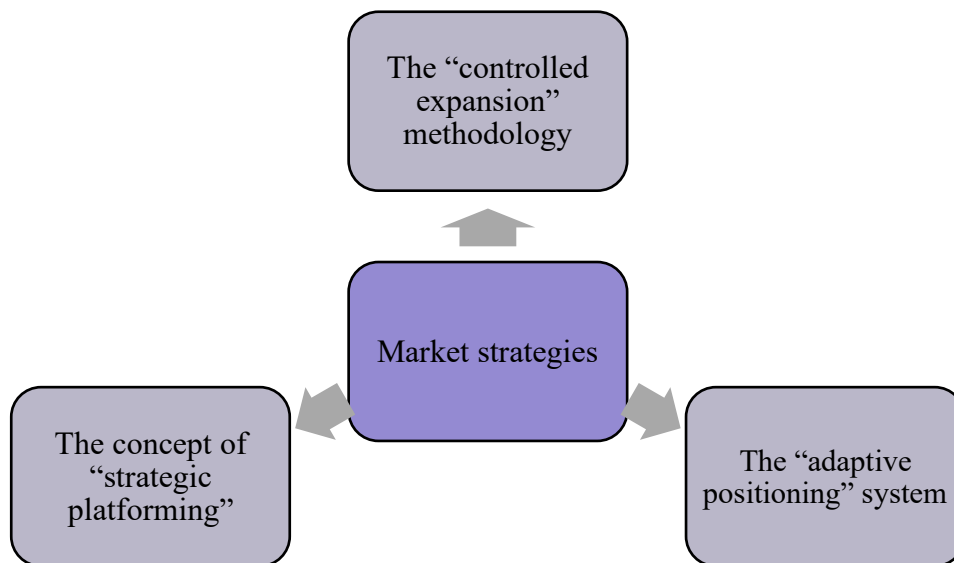 The “controlled
expansion”
methodology
Market strategies
The concept of
“strategic
platforming”
The “adaptive
positioning” system